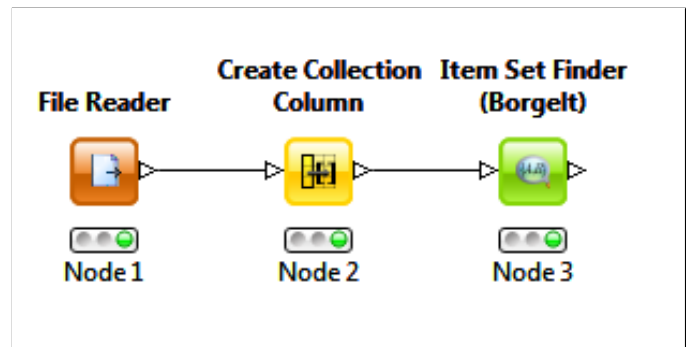 File Reader
Create Collection
Column
Item Set Finder
(Borgelt)
Node 1
Node 2
Node 3